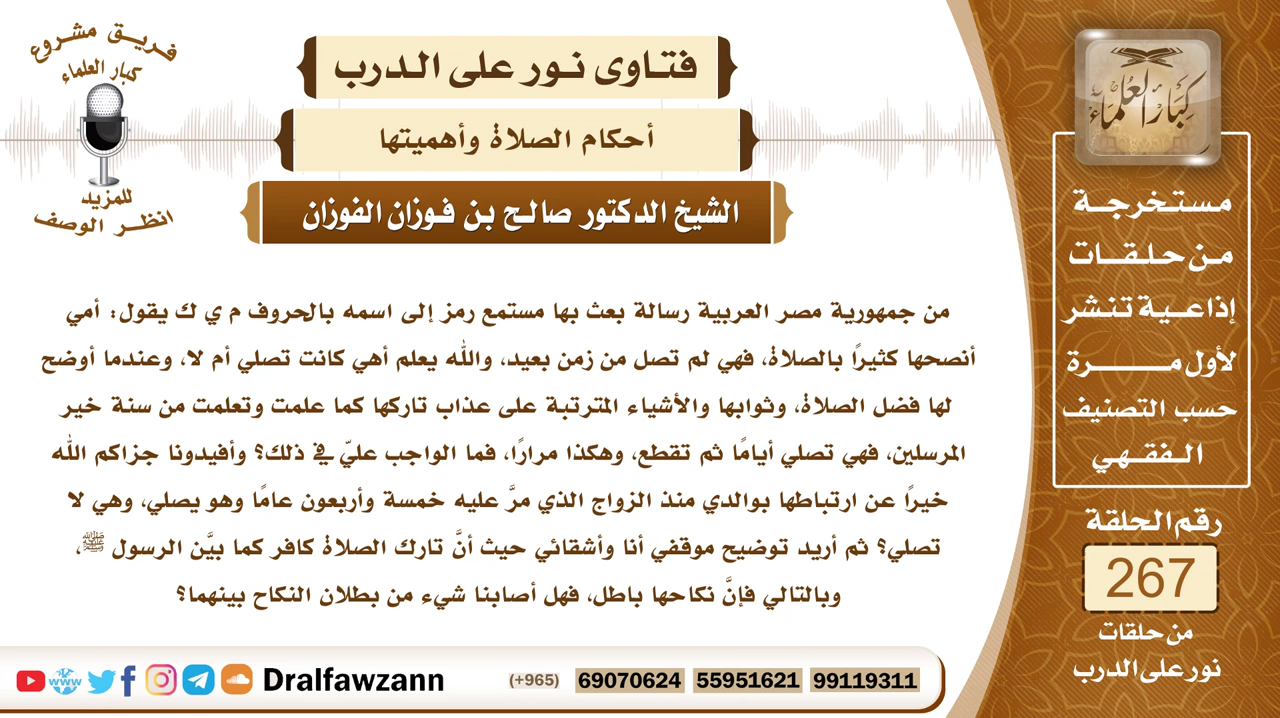 فريق مشروع
كبار العلماء
للمزيد
انظر الوصف
فتاوى نور على الدرب
أحكام الصلاة وأهميتها
الشيخ الدكتور صالح بن فوزان الفوزان
من جمهورية مصر العربية رسالة بعث بها مستمع رمز إلى اسمه بالحروف م ي ك يقول: أمي
أنصحها كثيرًا بالصلاة، فهي لم تصل من زمن بعيد، والله يعلم أهي كانت تصلي أم لا، وعندما أوضح
لها فضل الصلاة، وثوابها والأشياء المترتبة على عذاب تاركها كما علمت وتعلمت من سنة خير
المرسلين، فهي تصلي أيامًا ثم تقطع، وهكذا مرارًا، فما الواجب عليّ في ذلك؟ وأفيدونا جزاكم الله
خيرًا عن ارتباطها بوالدي منذ الزواج الذي مرَّ عليه خمسة وأربعون عامًا وهو يصلي، وهي لا
تصلي؟ ثم أريد توضيح موقفي أنا وأشقائي حيث أنَّ تارك الصلاة كافر كما بيَّن الرسول ﷺ،
وبالتالي فإنَّ نكاحها باطل، فهل أصابنا شيء من بطلان النكاح بينهما؟
كبار العلماء
مستخرجة
من حلقات
إذاعية تنشر
لأول مرة
حسب التصنيف
الفقهي
رقم الحلقة
267
من حلقات
نور على الدرب
www Dralfawzann (+965) 69070624 55951621 99119311